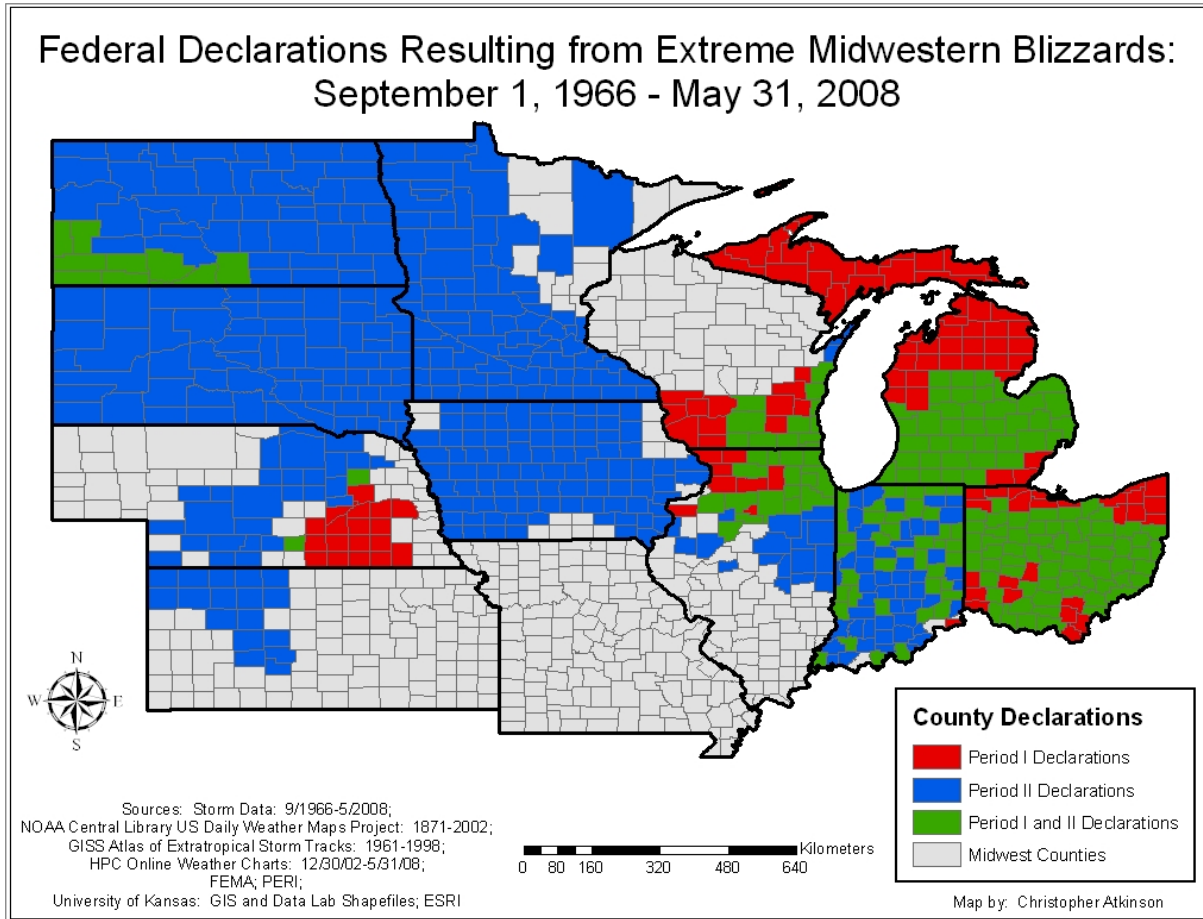 Federal Declarations Resulting from Extreme Midwestern Blizzards:
September 1, 1966 - May 31, 2008
N
W
E
S
County Declarations
Period I Declarations
Period II Declarations
Period I and II Declarations
Midwest Counties
Sources: Storm Data: 9/1966-5/2008;
NOAA Central Library US Daily Weather Maps Project: 1871-2002;
GISS Atlas of Extratropical Storm Tracks: 1961-1998;
HPC Online Weather Charts: 12/30/02-5/31/08;
FEMA; PERI;
University of Kansas: GIS and Data Lab Shapefiles; ESRI
Kilometers
0 80 160 320 480 640
Map by: Christopher Atkinson